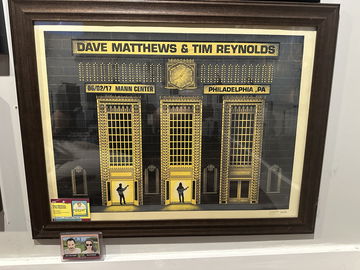 DAVE MATTHEWS & TIM REYNOLDS
06/02/17 MANN CENTER
PHILADELPHIA, PA